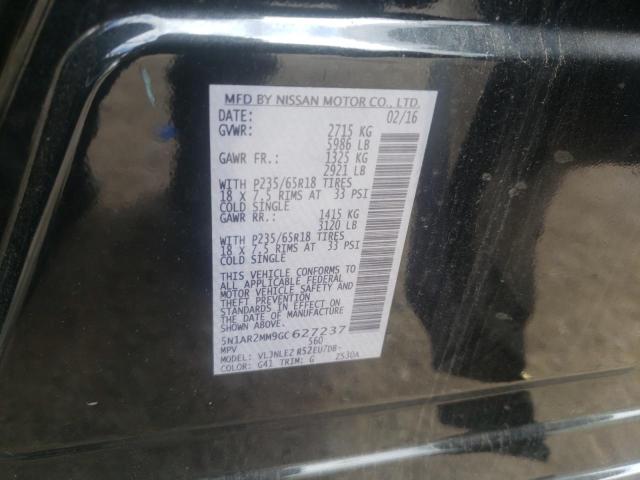 MFD BY NISSAN MOTOR CO., LTD.
DATE: 02/16
GVWR: 2715 KG
5986 LB
GAWR FR.: 1325 KG
2921 LB
WITH P235/65R18 TIRES
18 X 7.5 RIMS AT 33 PSI
COLD SINGLE
GAWR RR.: 1415 KG
3120 LB
WITH P235/65R18 TIRES
18 X 7.5 RIMS AT 33 PSI
COLD SINGLE
THIS VEHICLE CONFORMS TO
ALL APPLICABLE FEDERAL
MOTOR VEHICLE SAFETY AND
THEFT PREVENTION
STANDARDS IN EFFECT ON
THE DATE OF MANUFACTURE
SHOWN ABOVE.
5N1AR2MM9GC627237
MPV 560
MODEL: VL3NLEZ R52EU7DB-
COLOR: G41 TRIM: G 2530A